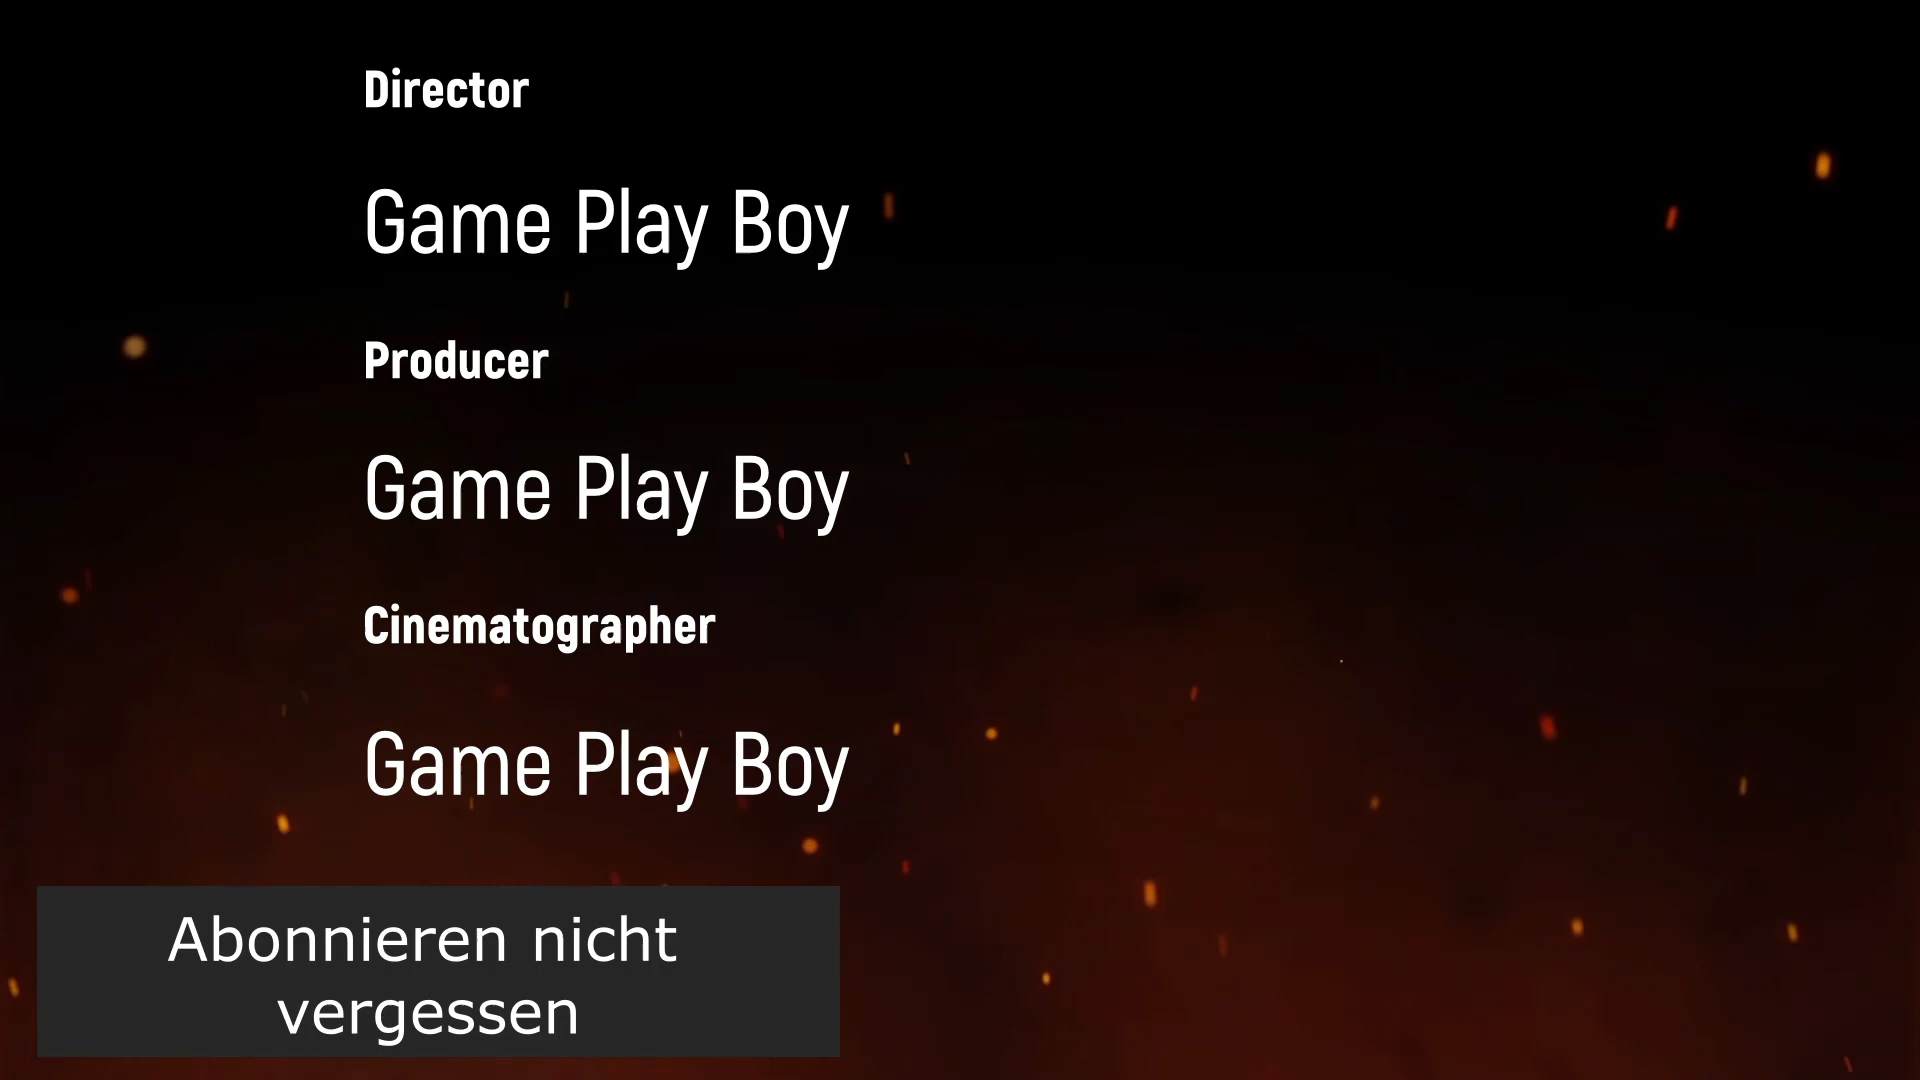 Director
Game Play Boy
Producer
Game Play Boy
Cinematographer
Game Play Boy
Abonnieren nicht
vergessen